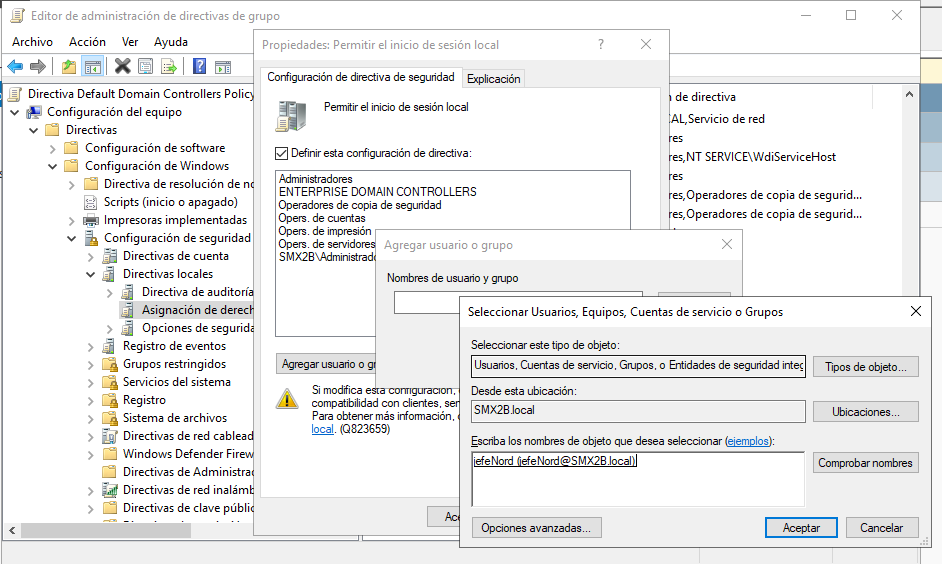 Editor de administración de directivas de grupo
Archivo Acción Ver Ayuda
Directiva Default Domain Controllers Policy
Configuración del equipo
Directivas
Configuración de software
Configuración de Windows
Directiva de resolución de
Scripts (inicio o apagado)
Impresoras implementadas
Configuración de seguridad
Directivas de cuenta
Directivas locales
Directiva de auditoría
Asignación de derech
Opciones de segurida
Registro de eventos
Grupos restringidos
Servicios del sistema
Registro
Sistema de archivos
Directivas de red cablead
Windows Defender Firew
Directivas de Administrad
Directivas de red inalámb
Directivas de clave públic
Propiedades: Permitir el inicio de sesión local
Configuración de directiva de seguridad
Explicación
Permitir el inicio de sesión local
Definir esta configuración de directiva:
Administradores
ENTERPRISE DOMAIN CONTROLLERS
Operadores de copia de seguridad
Opers. de cuentas
Opers. de impresión
Opers. de servidores
SMX2B\Administrado
Agregar usuario o gr
Si modifica esta configuración,
compatibilidad con clientes, ser
Para obtener más información,
local. (Q823659)
n de directiva
CAL,Servicio de red
res
res,NT SERVICE\WdiServiceHost
res
res,Operadores de copia de segurid...
res,Operadores de copia de segurid...
Agregar usuario o grupo
Nombres de usuario y grupo
Seleccionar Usuarios, Equipos, Cuentas de servicio o Grupos
Seleccionar este tipo de objeto:
Usuarios, Cuentas de servicio, Grupos, o Entidades de seguridad integ
Tipos de objeto...
Desde esta ubicación:
SMX2B.local
Ubicaciones...
Escriba los nombres de objeto que desea seleccionar (ejemplos):
jefeNord (jefeNord@SMX2B.local)
Comprobar nombres
Opciones avanzadas...
Aceptar
Cancelar